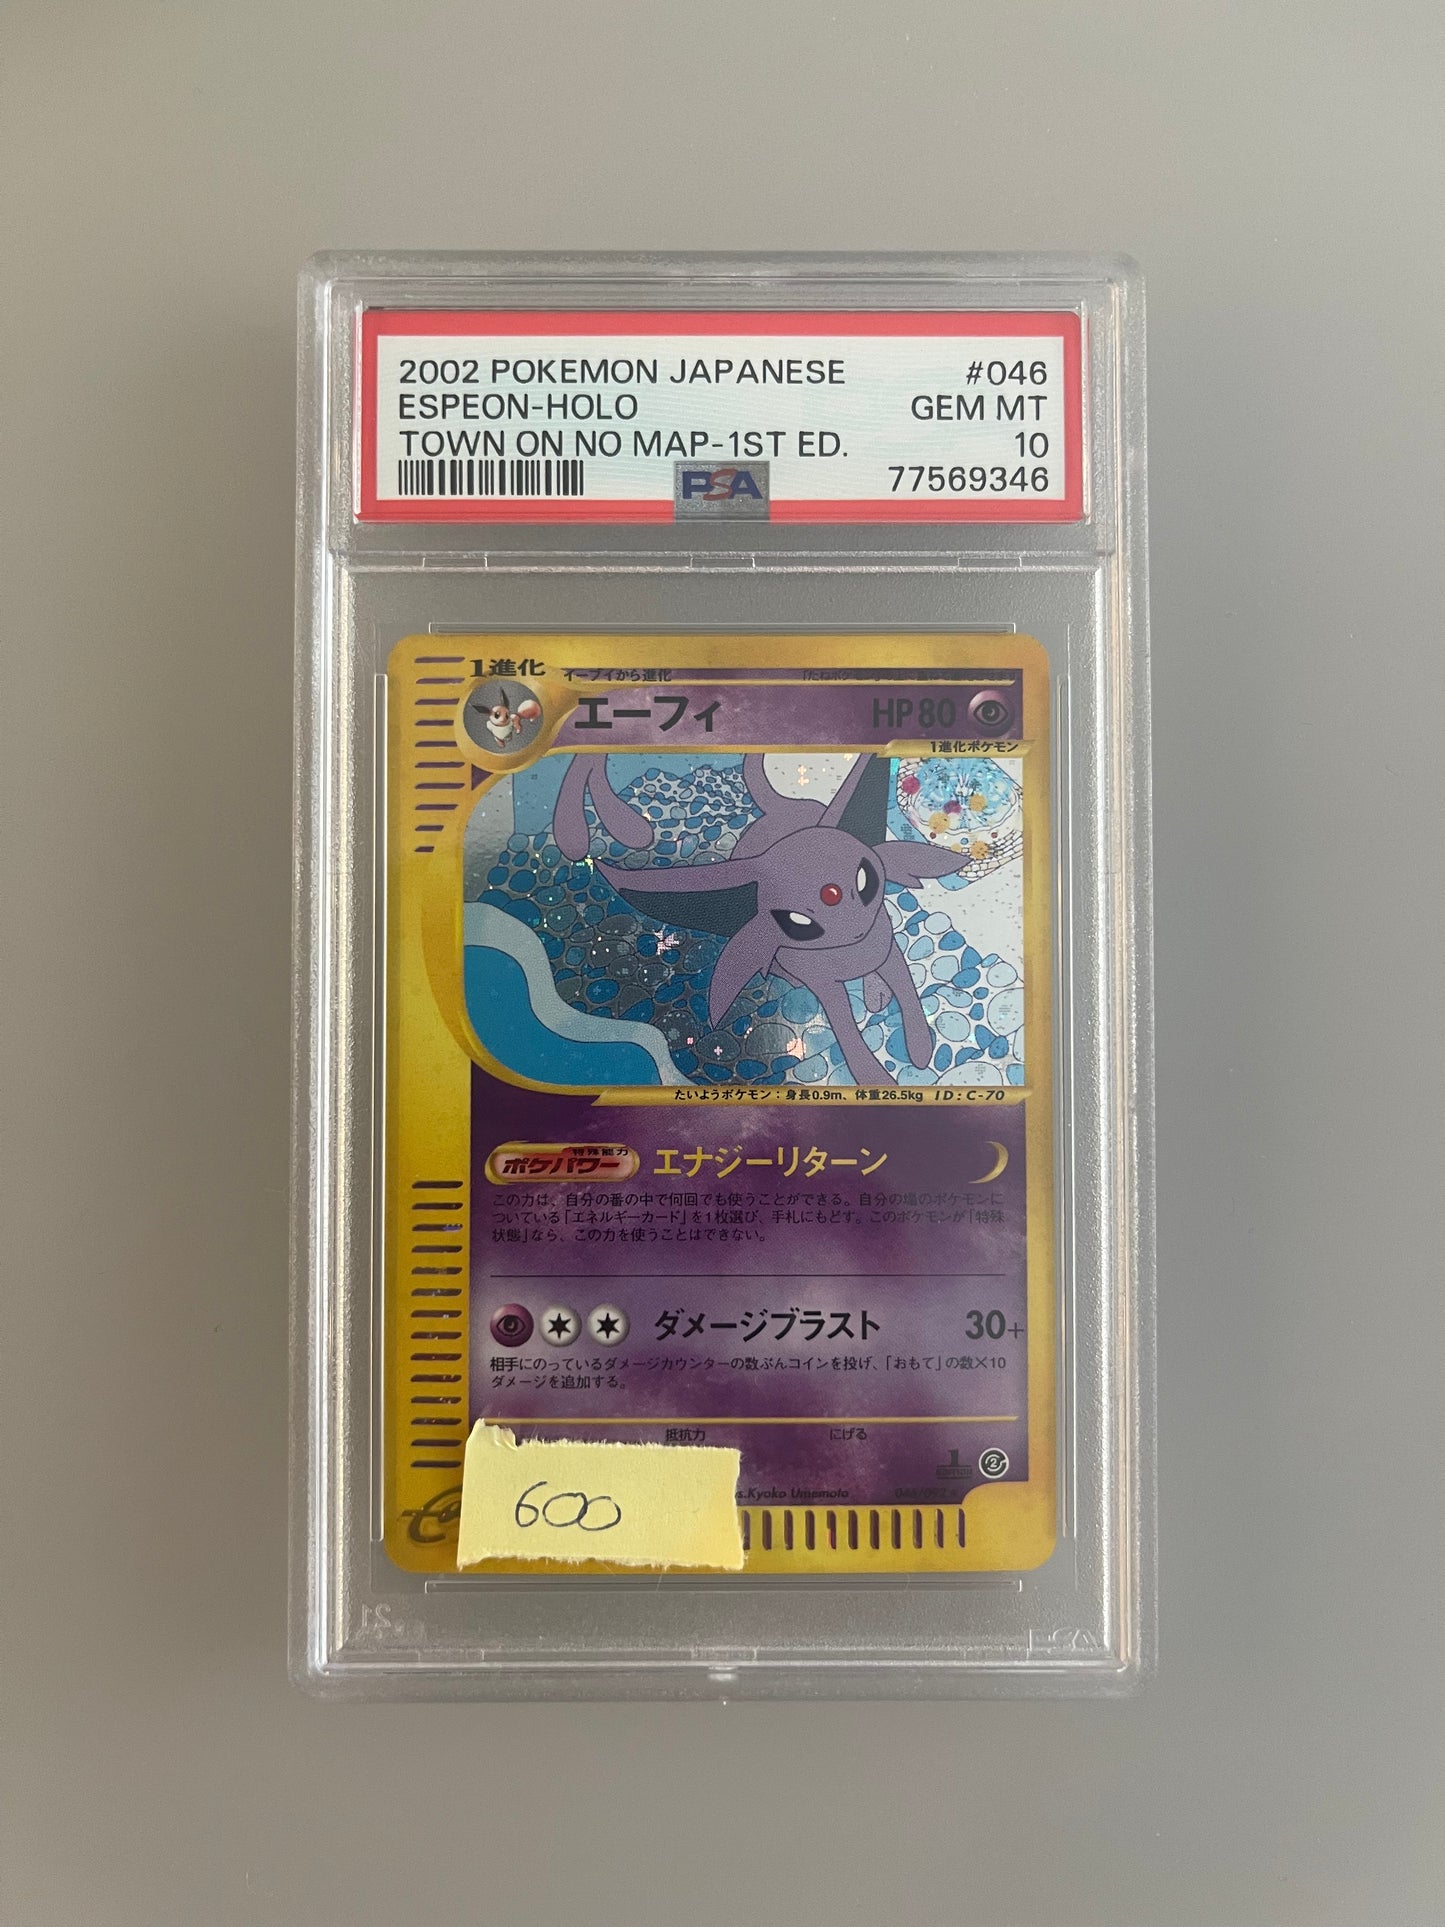 2002 POKEMON JAPANESE #046
ESPEON-HOLO GEM MT
TOWN ON NO MAP-1ST ED. 10
77569346
PSA
1進化 イーブイから進化
エーフィ HP80
1進化ポケモン
たいようポケモン：身長0.9m、体重26.5kg ID:C-70
特殊能力
ポケパワー エナジーリターン
この力は、自分の番の中で何回でも使うことができる。自分の場のポケモンに
ついている「エネルギーカード」を1枚選び、手札にもどす。このポケモンが「特殊
状態」なら、この力を使うことはできない。
ダメージブラスト 30+
相手にのっているダメージカウンターの数ぶんコインを投げ、「おもて」の数×10
ダメージを追加する。
抵抗力 にげる
1
EDITION
2
us.Kyoko Umemoto 046/092
600